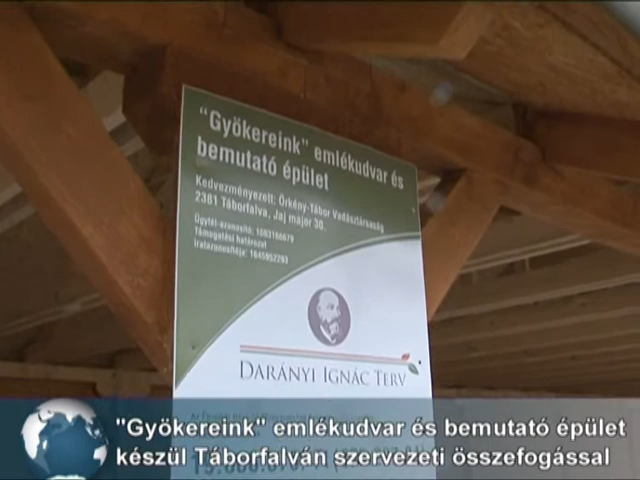 "Gyökereink" emlékudvar és
bemutató épület
Kedvezményezett: Örkény-Tábor Vadásztársaság
2381 Táborfalva, Jaj major 30.
Ügyfél-azonosító: 1003166679
Támogatási határozat
iratazonosítója: 1645952293
DARÁNYI IGNÁC TERV
"Gyökereink" emlékudvar és bemutató épület
készül Táborfalván szervezeti összefogással